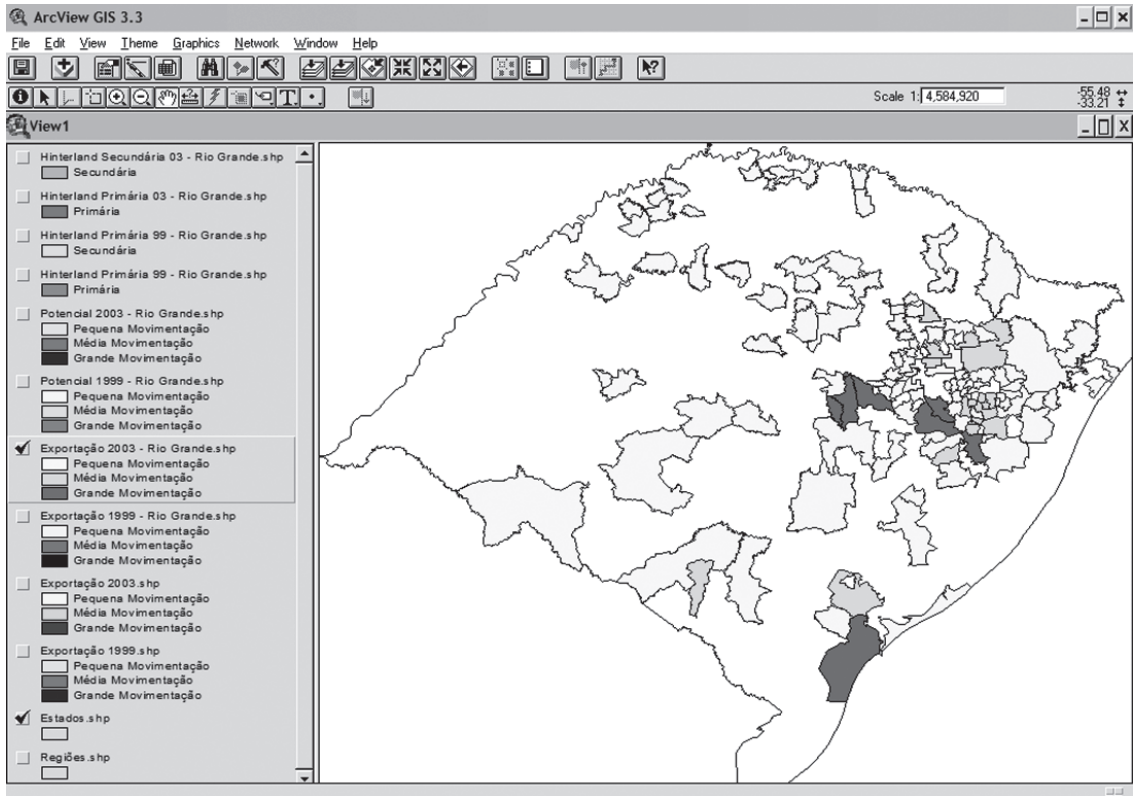 ArcView GIS 3.3
File Edit View Theme Graphics Network Window Help
Scale 1: 4,584,920
-55.48
-33.21
View1
Hinterland Secundária 03 - Rio Grande.shp
Secundária
Hinterland Primária 03 - Rio Grande.shp
Primária
Hinterland Primária 99 - Rio Grande.shp
Secundária
Hinterland Primária 99 - Rio Grande.shp
Primária
Potencial 2003 - Rio Grande.shp
Pequena Movimentação
Média Movimentação
Grande Movimentação
Potencial 1999 - Rio Grande.shp
Pequena Movimentação
Média Movimentação
Grande Movimentação
Exportação 2003 - Rio Grande.shp
Pequena Movimentação
Média Movimentação
Grande Movimentação
Exportação 1999 - Rio Grande.shp
Pequena Movimentação
Média Movimentação
Grande Movimentação
Exportação 2003.shp
Pequena Movimentação
Média Movimentação
Grande Movimentação
Exportação 1999.shp
Pequena Movimentação
Média Movimentação
Grande Movimentação
Estados.shp
Regiões.shp